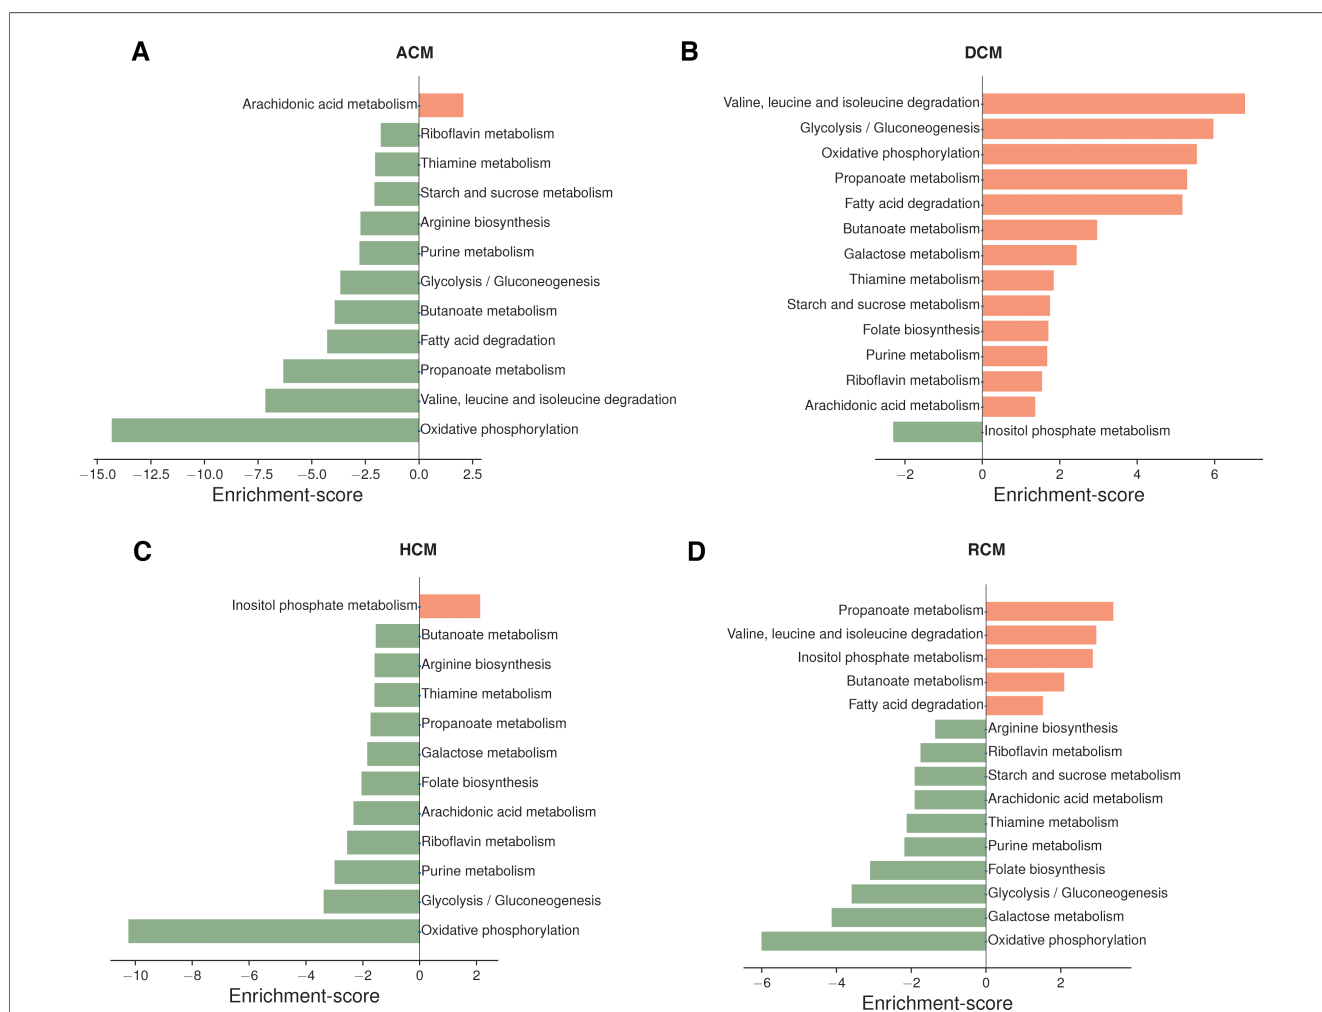 A
ACM
Arachidonic acid metabolism
Riboflavin metabolism
Thiamine metabolism
Starch and sucrose metabolism
Arginine biosynthesis
Purine metabolism
Glycolysis / Gluconeogenesis
Butanoate metabolism
Fatty acid degradation
Propanoate metabolism
Valine, leucine and isoleucine degradation
Oxidative phosphorylation
−15.0 −12.5 −10.0 −7.5 −5.0 −2.5 0.0 2.5
Enrichment-score
B
DCM
Valine, leucine and isoleucine degradation
Glycolysis / Gluconeogenesis
Oxidative phosphorylation
Propanoate metabolism
Fatty acid degradation
Butanoate metabolism
Galactose metabolism
Thiamine metabolism
Starch and sucrose metabolism
Folate biosynthesis
Purine metabolism
Riboflavin metabolism
Arachidonic acid metabolism
Inositol phosphate metabolism
−2 0 2 4 6
Enrichment-score
C
HCM
Inositol phosphate metabolism
Butanoate metabolism
Arginine biosynthesis
Thiamine metabolism
Propanoate metabolism
Galactose metabolism
Folate biosynthesis
Arachidonic acid metabolism
Riboflavin metabolism
Purine metabolism
Glycolysis / Gluconeogenesis
Oxidative phosphorylation
−10 −8 −6 −4 −2 0 2
Enrichment-score
D
RCM
Propanoate metabolism
Valine, leucine and isoleucine degradation
Inositol phosphate metabolism
Butanoate metabolism
Fatty acid degradation
Arginine biosynthesis
Riboflavin metabolism
Starch and sucrose metabolism
Arachidonic acid metabolism
Thiamine metabolism
Purine metabolism
Folate biosynthesis
Glycolysis / Gluconeogenesis
Galactose metabolism
Oxidative phosphorylation
−6 −4 −2 0 2
Enrichment-score